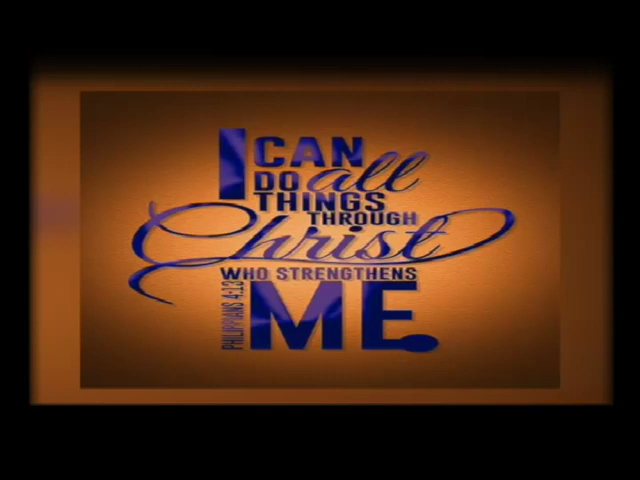 I CAN
DO all
THINGS
THROUGH
Christ
WHO STRENGTHENS
ME
PHILIPPIANS 4:13